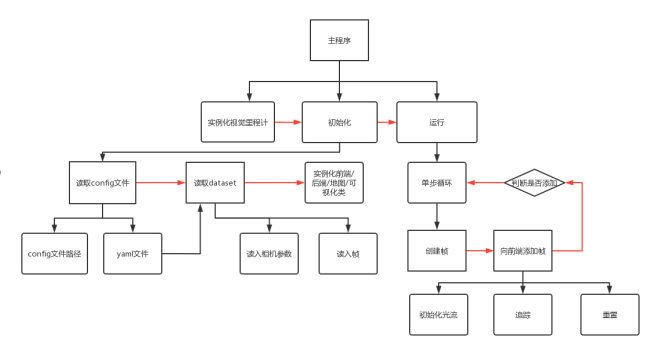 主程序
实例化视觉里程计
初始化
运行
读取config文件
读取dataset
实例化前端/
后端/地图/可
视化类
单步循环
判断是否添加
config文件路径
yaml文件
读入相机参数
读入帧
创建帧
向前端添加帧
初始化光流
追踪
重置